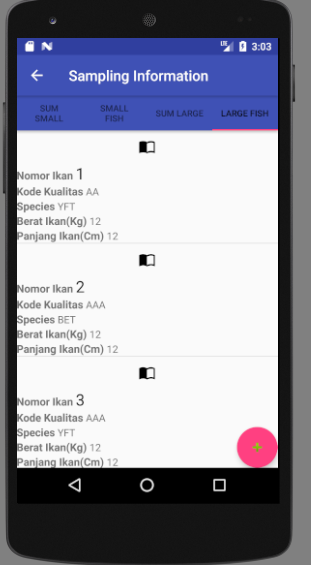 3:03
Sampling Information
SUM SMALL
SMALL FISH
SUM LARGE
LARGE FISH
Nomor Ikan 1
Kode Kualitas AA
Species YFT
Berat Ikan(Kg) 12
Panjang Ikan(Cm) 12
Nomor Ikan 2
Kode Kualitas AAA
Species BET
Berat Ikan(Kg) 12
Panjang Ikan(Cm) 12
Nomor Ikan 3
Kode Kualitas AAA
Species YFT
Berat Ikan(Kg) 12
Panjang Ikan(Cm) 12